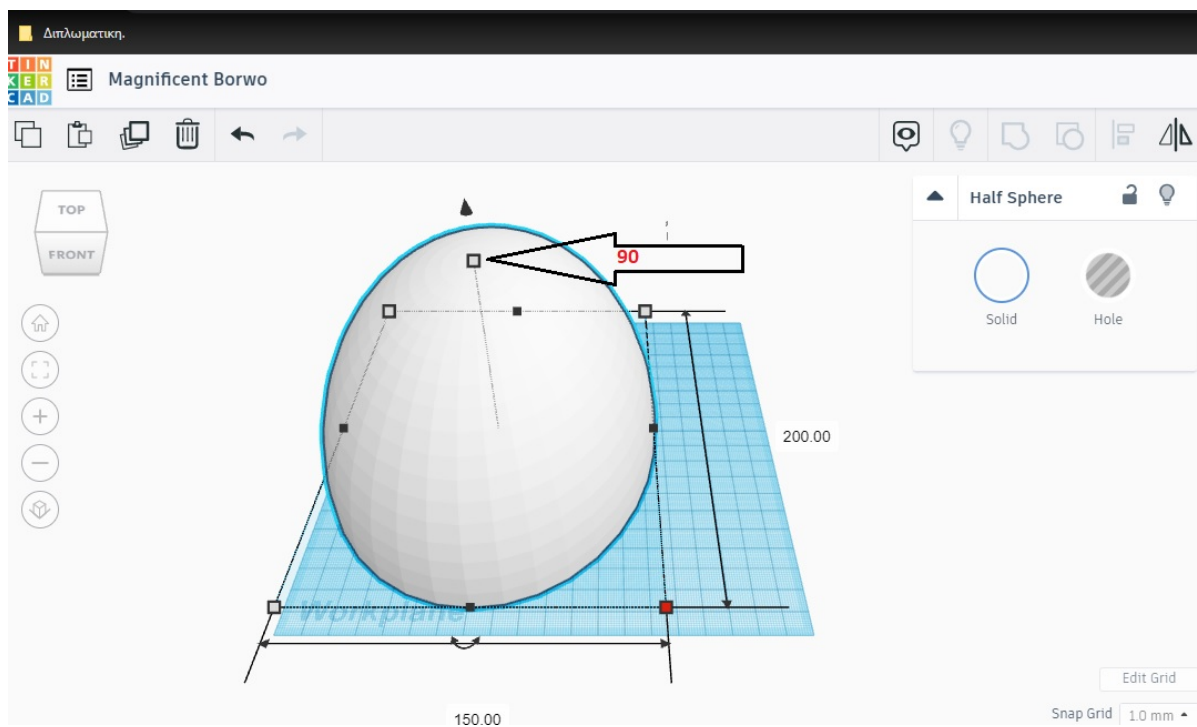 Διπλωματικη.
TIN
KER
CAD
Magnificent Borwo
TOP
FRONT
90
Half Sphere
Solid
Hole
200.00
Workplane
150.00
Edit Grid
Snap Grid 1.0 mm